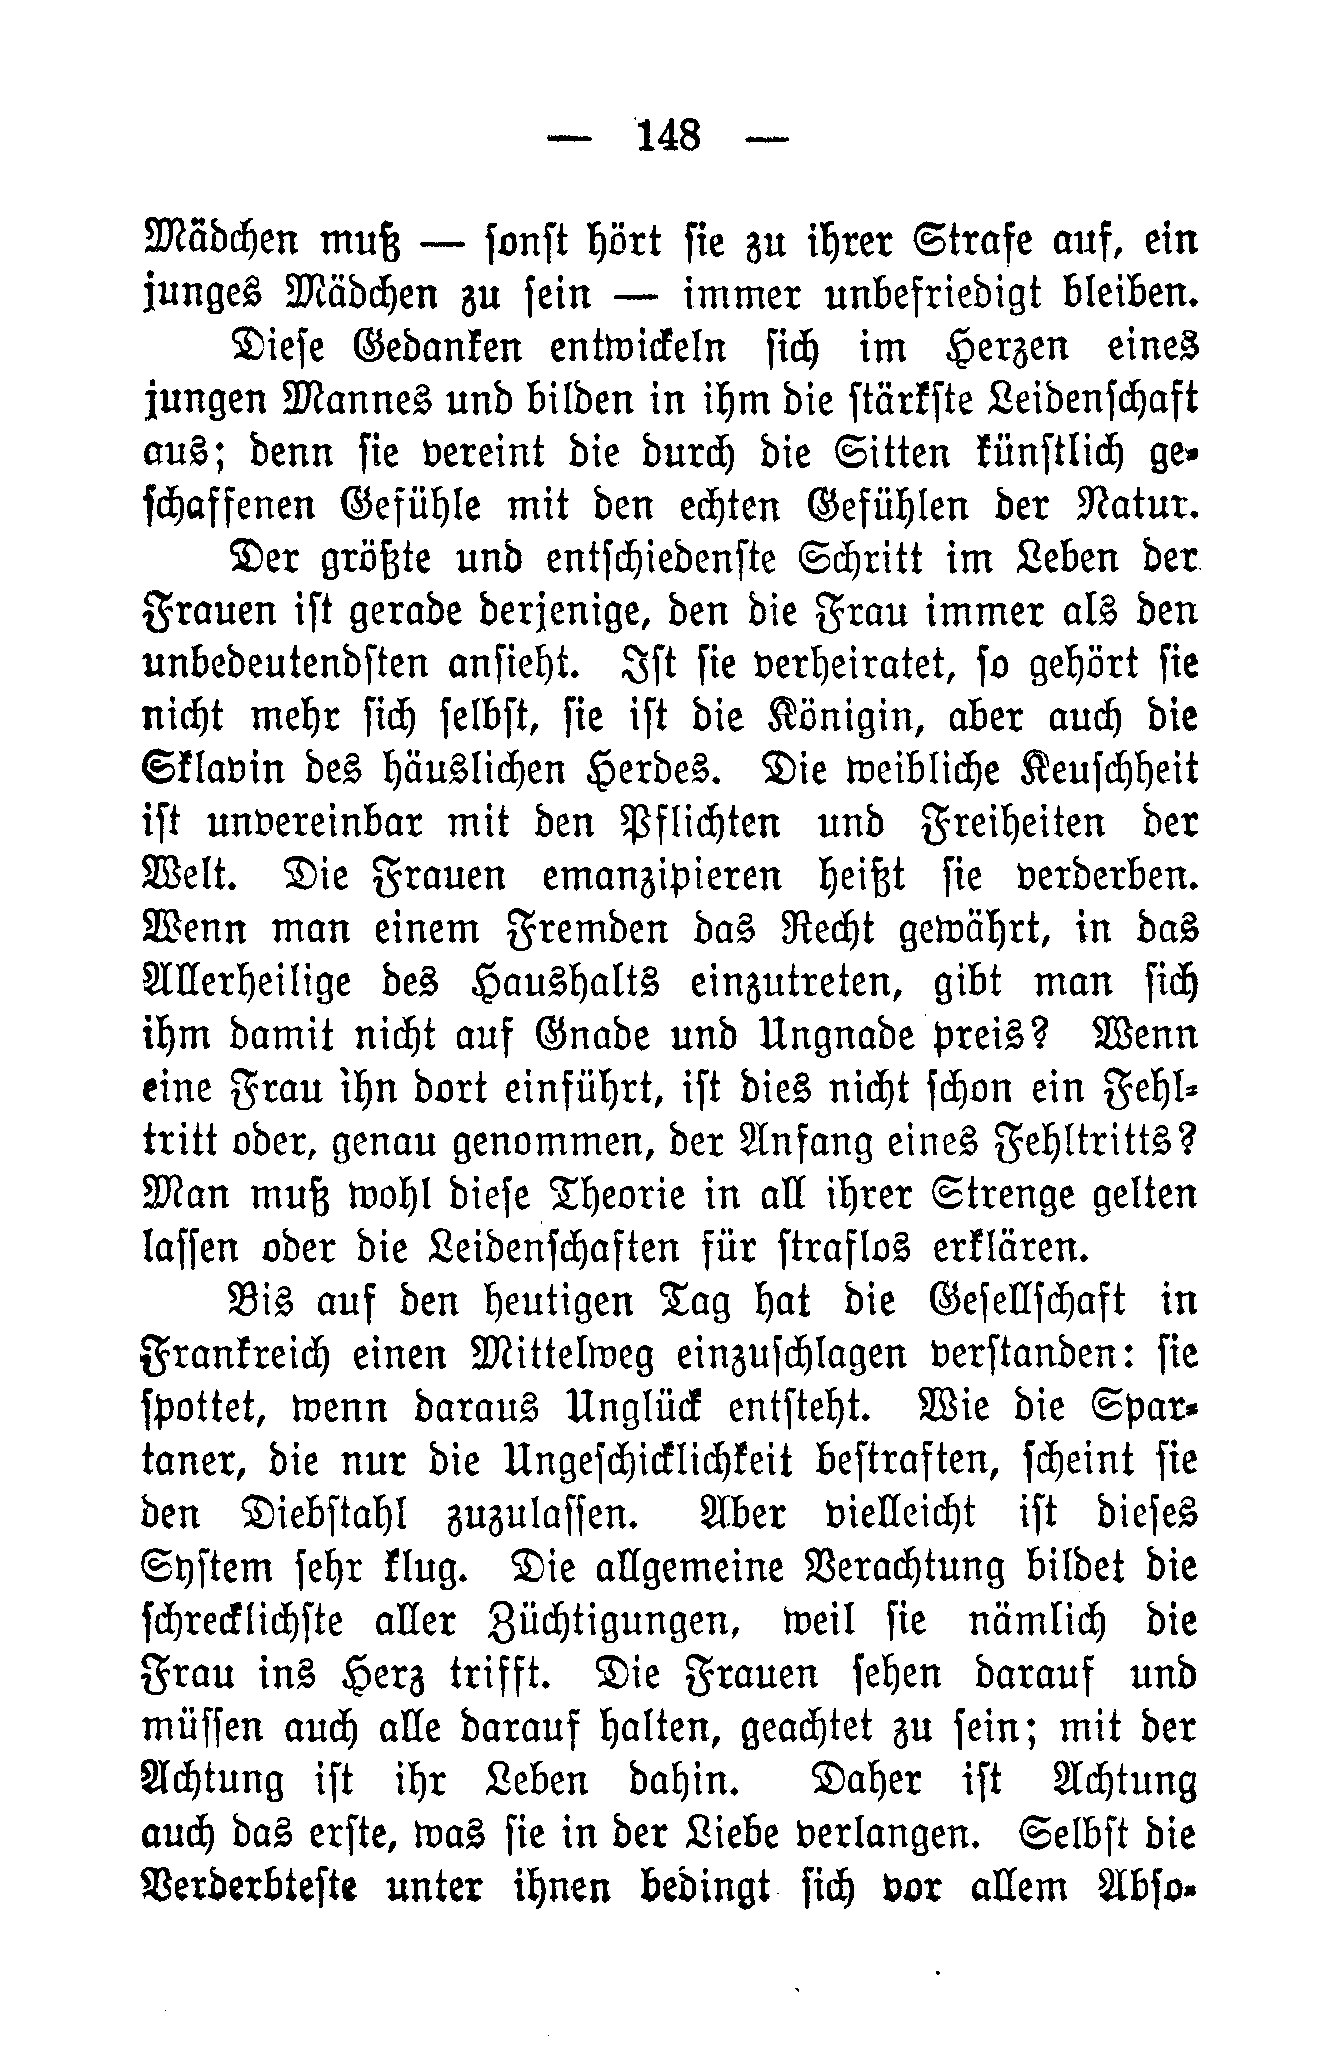 — 148 —
Mädchen muß — sonst hört sie zu ihrer Strafe auf, ein
junges Mädchen zu sein — immer unbefriedigt bleiben.
Diese Gedanken entwickeln sich im Herzen eines
jungen Mannes und bilden in ihm die stärkste Leidenschaft
aus; denn sie vereint die durch die Sitten künstlich ge-
schaffenen Gefühle mit den echten Gefühlen der Natur.
Der größte und entschiedenste Schritt im Leben der
Frauen ist gerade derjenige, den die Frau immer als den
unbedeutendsten ansieht. Ist sie verheiratet, so gehört sie
nicht mehr sich selbst, sie ist die Königin, aber auch die
Sklavin des häuslichen Herdes. Die weibliche Keuschheit
ist unvereinbar mit den Pflichten und Freiheiten der
Welt. Die Frauen emanzipieren heißt sie verderben.
Wenn man einem Fremden das Recht gewährt, in das
Allerheilige des Haushalts einzutreten, gibt man sich
ihm damit nicht auf Gnade und Ungnade preis? Wenn
eine Frau ihn dort einführt, ist dies nicht schon ein Fehl-
tritt oder, genau genommen, der Anfang eines Fehltritts?
Man muß wohl diese Theorie in all ihrer Strenge gelten
lassen oder die Leidenschaften für straflos erklären.
Bis auf den heutigen Tag hat die Gesellschaft in
Frankreich einen Mittelweg einzuschlagen verstanden: sie
spottet, wenn daraus Unglück entsteht. Wie die Spar-
taner, die nur die Ungeschicklichkeit bestraften, scheint sie
den Diebstahl zuzulassen. Aber vielleicht ist dieses
System sehr klug. Die allgemeine Verachtung bildet die
schrecklichste aller Züchtigungen, weil sie nämlich die
Frau ins Herz trifft. Die Frauen sehen darauf und
müssen auch alle darauf halten, geachtet zu sein; mit der
Achtung ist ihr Leben dahin. Daher ist Achtung
auch das erste, was sie in der Liebe verlangen. Selbst die
Verderbteste unter ihnen bedingt sich vor allem Abso-